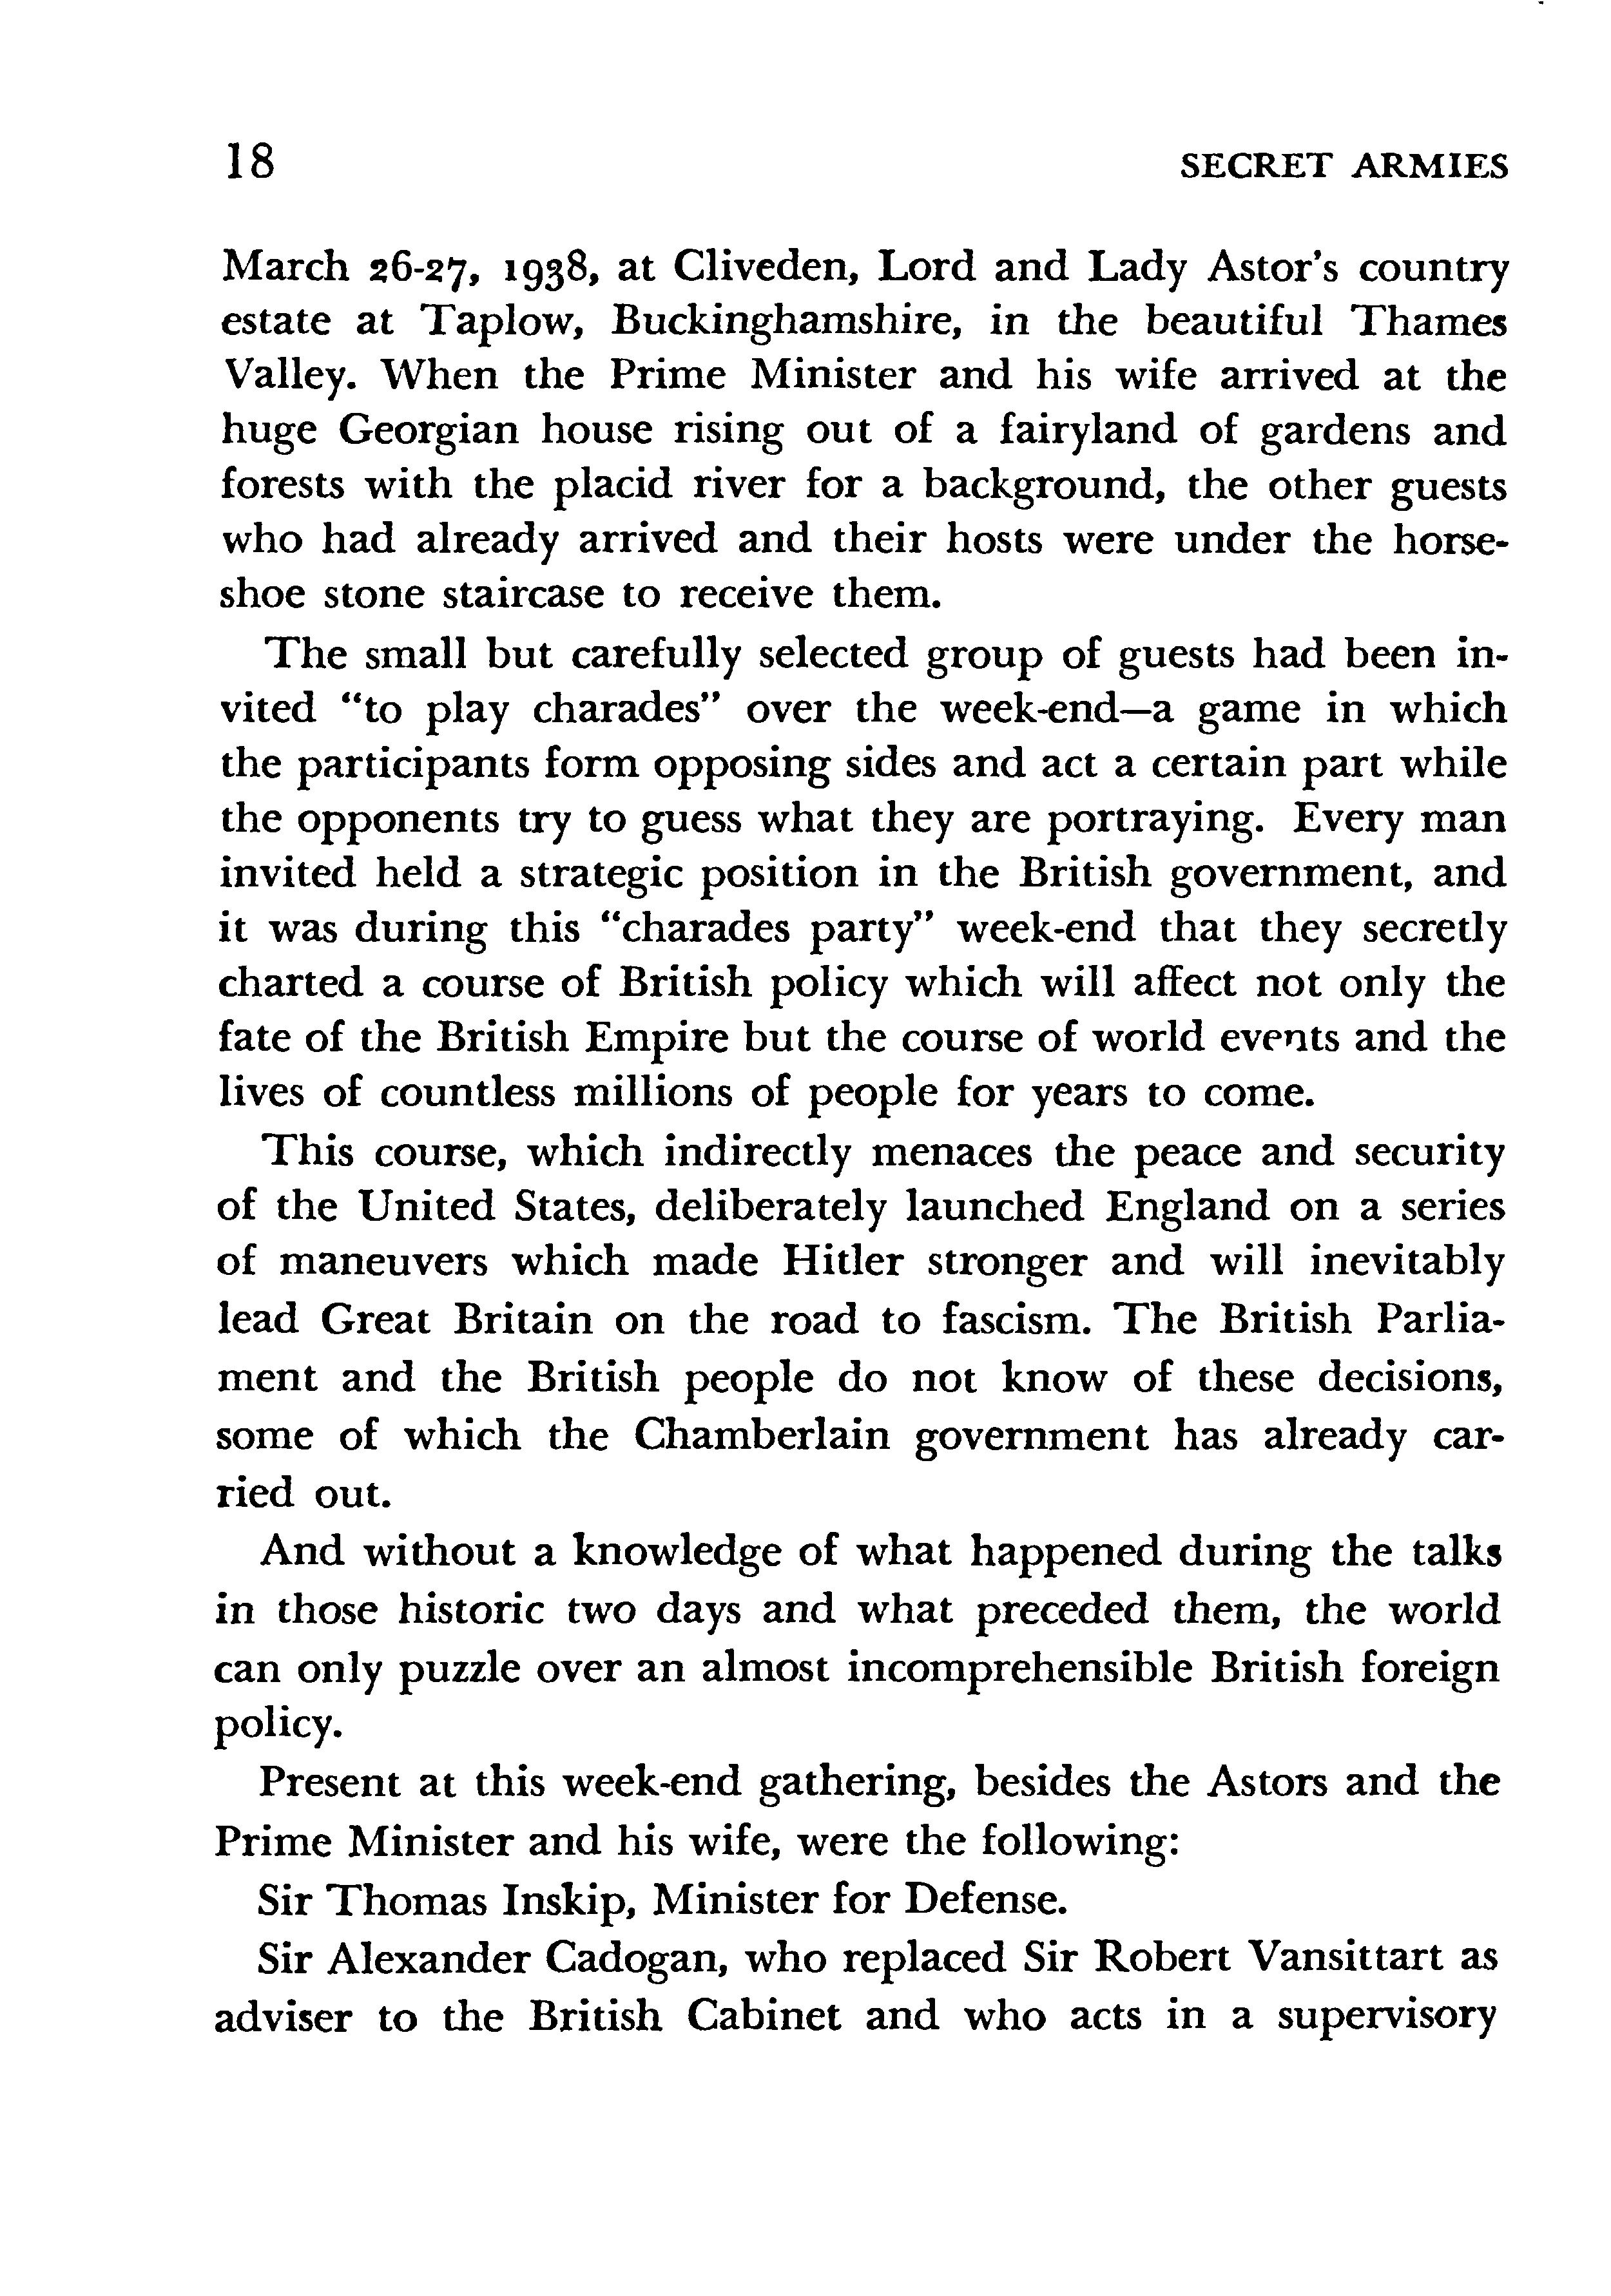 18 SECRET ARMIES
March 26-27, 1938, at Cliveden, Lord and Lady Astor's country
estate at Taplow, Buckinghamshire, in the beautiful Thames
Valley. When the Prime Minister and his wife arrived at the
huge Georgian house rising out of a fairyland of gardens and
forests with the placid river for a background, the other guests
who had already arrived and their hosts were under the horse-
shoe stone staircase to receive them.
The small but carefully selected group of guests had been in-
vited “to play charades” over the week-end—a game in which
the participants form opposing sides and act a certain part while
the opponents try to guess what they are portraying. Every man
invited held a strategic position in the British government, and
it was during this “charades party” week-end that they secretly
charted a course of British policy which will affect not only the
fate of the British Empire but the course of world events and the
lives of countless millions of people for years to come.
This course, which indirectly menaces the peace and security
of the United States, deliberately launched England on a series
of maneuvers which made Hitler stronger and will inevitably
lead Great Britain on the road to fascism. The British Parlia-
ment and the British people do not know of these decisions,
some of which the Chamberlain government has already car-
ried out.
And without a knowledge of what happened during the talks
in those historic two days and what preceded them, the world
can only puzzle over an almost incomprehensible British foreign
policy.
Present at this week-end gathering, besides the Astors and the
Prime Minister and his wife, were the following:
Sir Thomas Inskip, Minister for Defense.
Sir Alexander Cadogan, who replaced Sir Robert Vansittart as
adviser to the British Cabinet and who acts in a supervisory